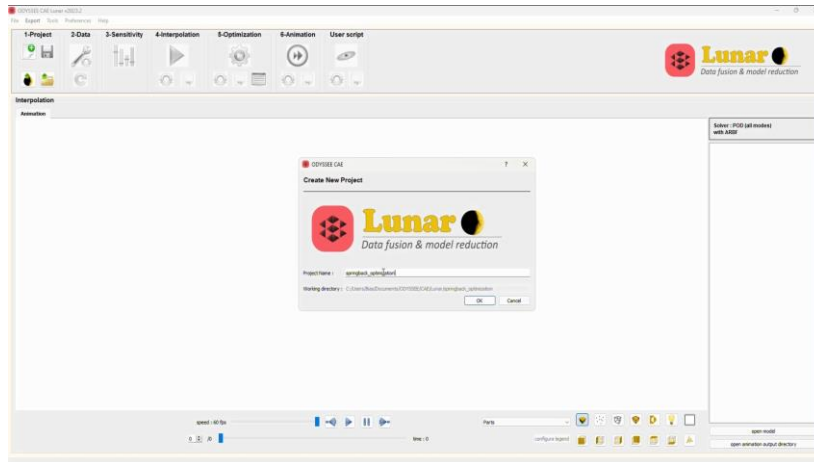 ODYSSEE CAE Lunar v2023.2
File Export Tools Preferences Help
1-Project 2-Data 3-Sensitivity 4-Interpolation 5-Optimization 6-Animation User script
Lunar
Data fusion & model reduction
Interpolation
Animation
Solver : POD (all modes)
with ARBF
ODYSSEE CAE ? X
Create New Project
Lunar
Data fusion & model reduction
Project Name : springback_optimization
Working directory :
OK Cancel
speed : 60 fps
Parts
0 /0
time : 0
configure legend
open model
open animation output directory